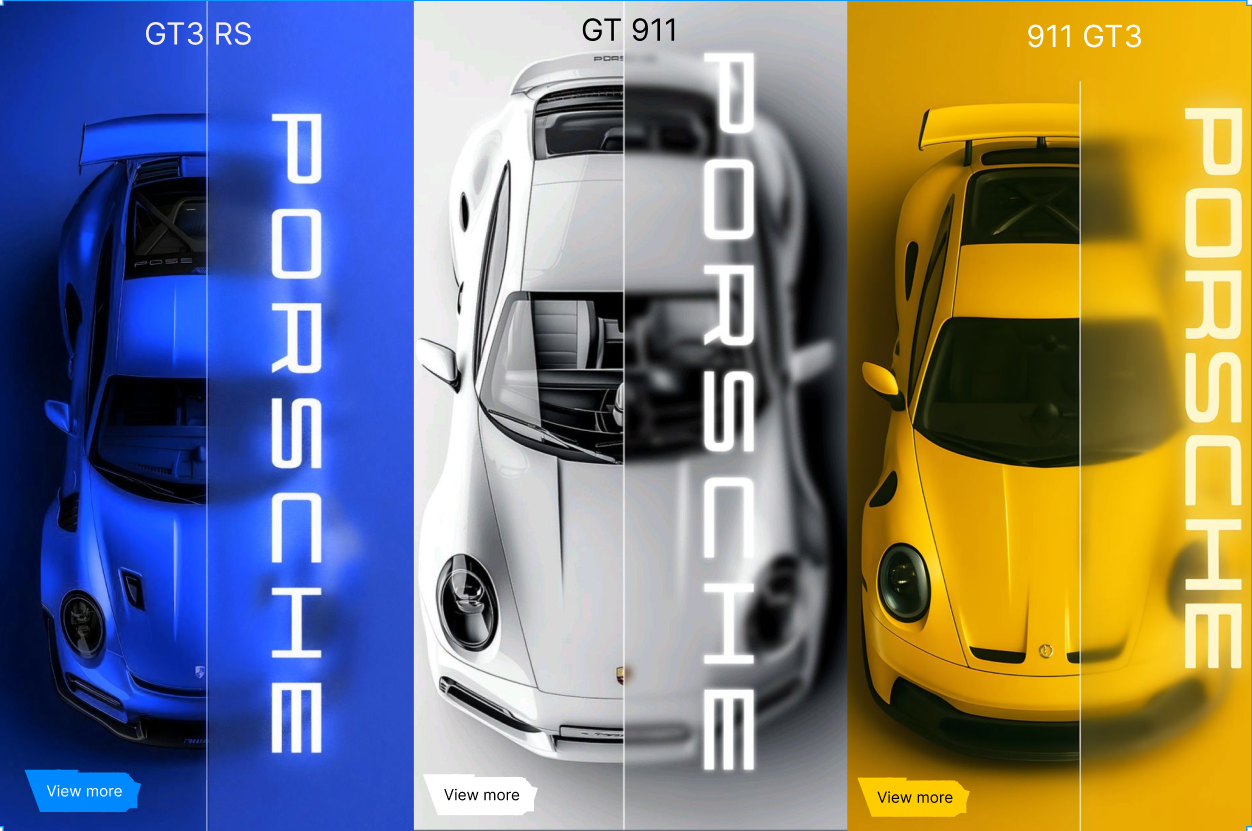 GT3 RS
PORSCHE
View more
GT 911
PORSCHE
View more
911 GT3
PORSCHE
View more